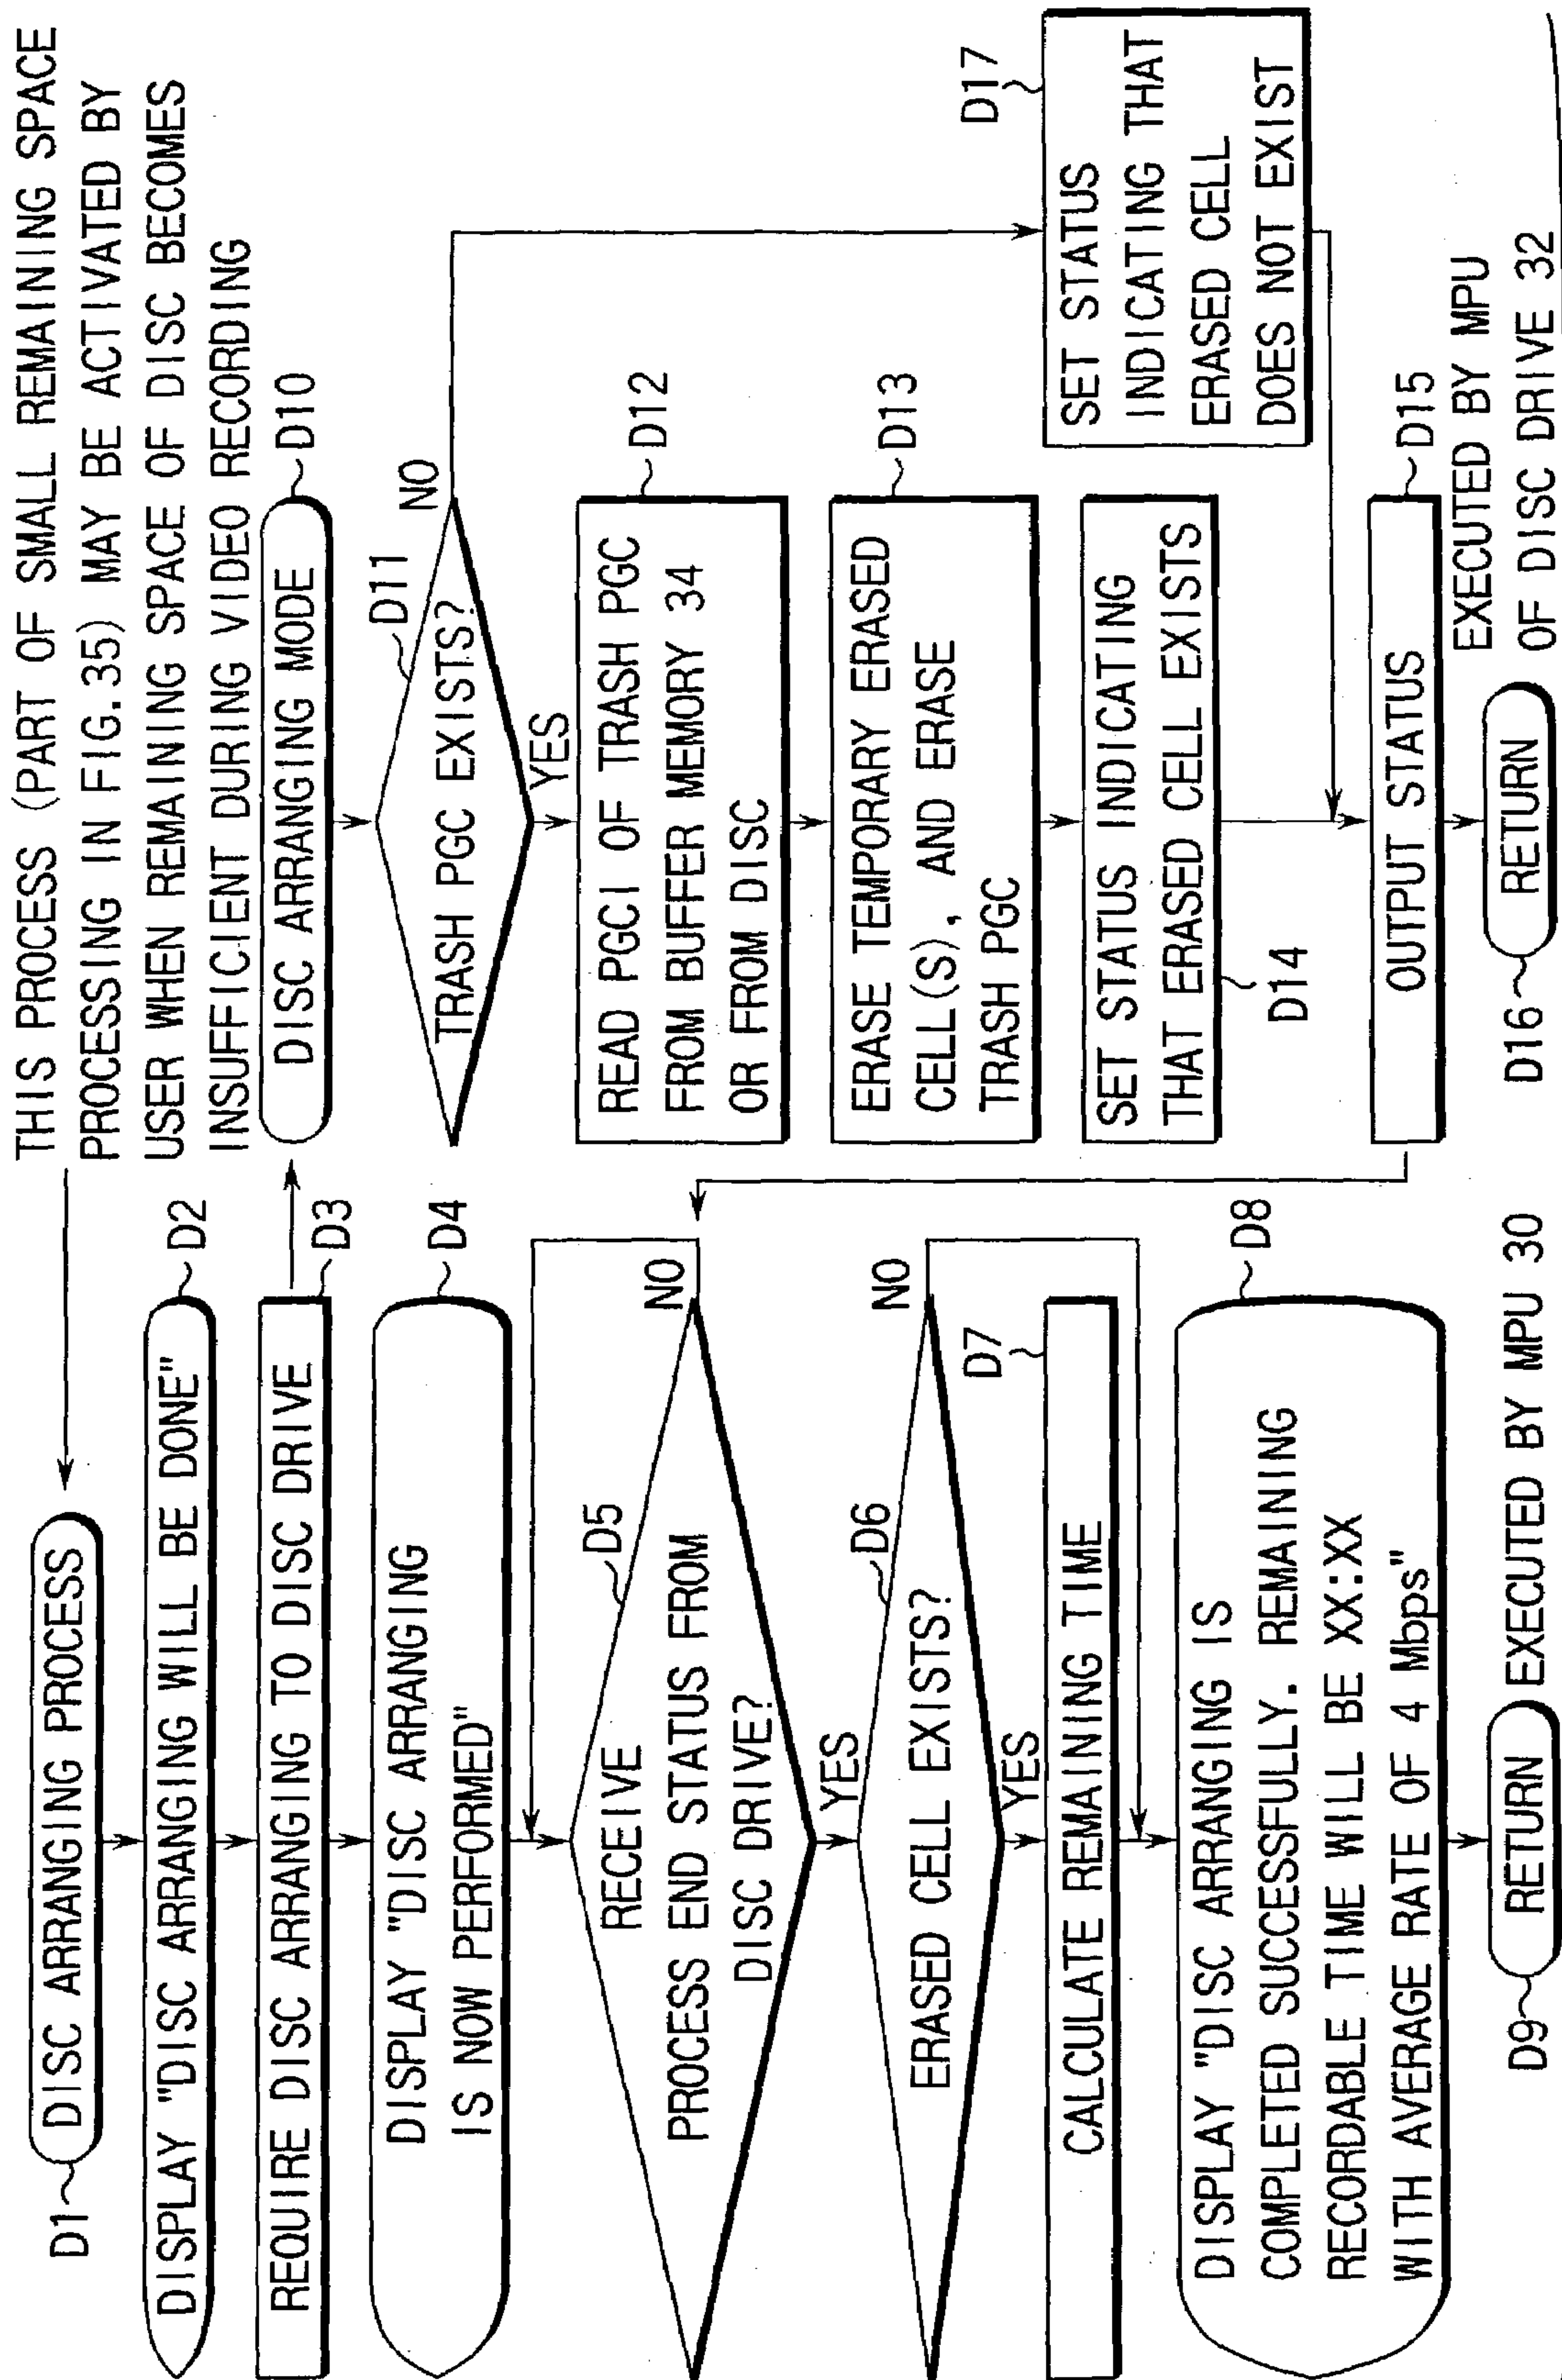 THIS PROCESS (PART OF SMALL REMAINING SPACE
PROCESSING IN FIG.35) MAY BE ACTIVATED BY
USER WHEN REMAINING SPACE OF DISC BECOMES
INSUFFICIENT DURING VIDEO RECORDING
D1
DISC ARRANGING PROCESS
DISPLAY "DISC ARRANGING WILL BE DONE"
D2
REQUIRE DISC ARRANGING TO DISC DRIVE
D3
DISPLAY "DISC ARRANGING
IS NOW PERFORMED"
D4
D5
RECEIVE
PROCESS END STATUS FROM
DISC DRIVE?
NO
YES
D6
ERASED CELL EXISTS?
NO
YES
D7
CALCULATE REMAINING TIME
D8
DISPLAY "DISC ARRANGING IS
COMPLETED SUCCESSFULLY. REMAINING
RECORDABLE TIME WILL BE XX:XX
WITH AVERAGE RATE OF 4 Mbps"
D9
RETURN
EXECUTED BY MPU 30
DISC ARRANGING MODE
D10
D11
TRASH PGC EXISTS?
NO
YES
READ PGCI OF TRASH PGC
FROM BUFFER MEMORY 34
OR FROM DISC
D12
ERASE TEMPORARY ERASED
CELL(S), AND ERASE
TRASH PGC
D13
SET STATUS INDICATING
THAT ERASED CELL EXISTS
D14
D17
SET STATUS
INDICATING THAT
ERASED CELL
DOES NOT EXIST
OUTPUT STATUS
D15
D16
RETURN
EXECUTED BY MPU
OF DISC DRIVE 32